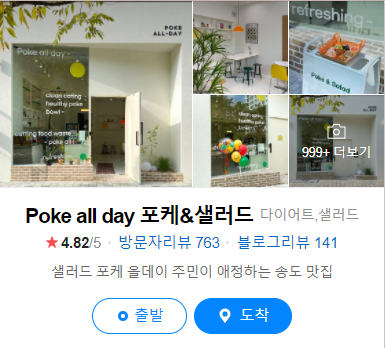 POKE
ALL-DAY
Poke all day -
clean eating -
healthy poke
bowl -
cutting food waste... -
- poke all
refresh
refreshing -
Poke & Salad
999+ 더보기
Poke all day 포케&샐러드 다이어트,샐러드
★ 4.82/5 · 방문자리뷰 763 · 블로그리뷰 141
샐러드 포케 올데이 주민이 애정하는 송도 맛집
출발
도착